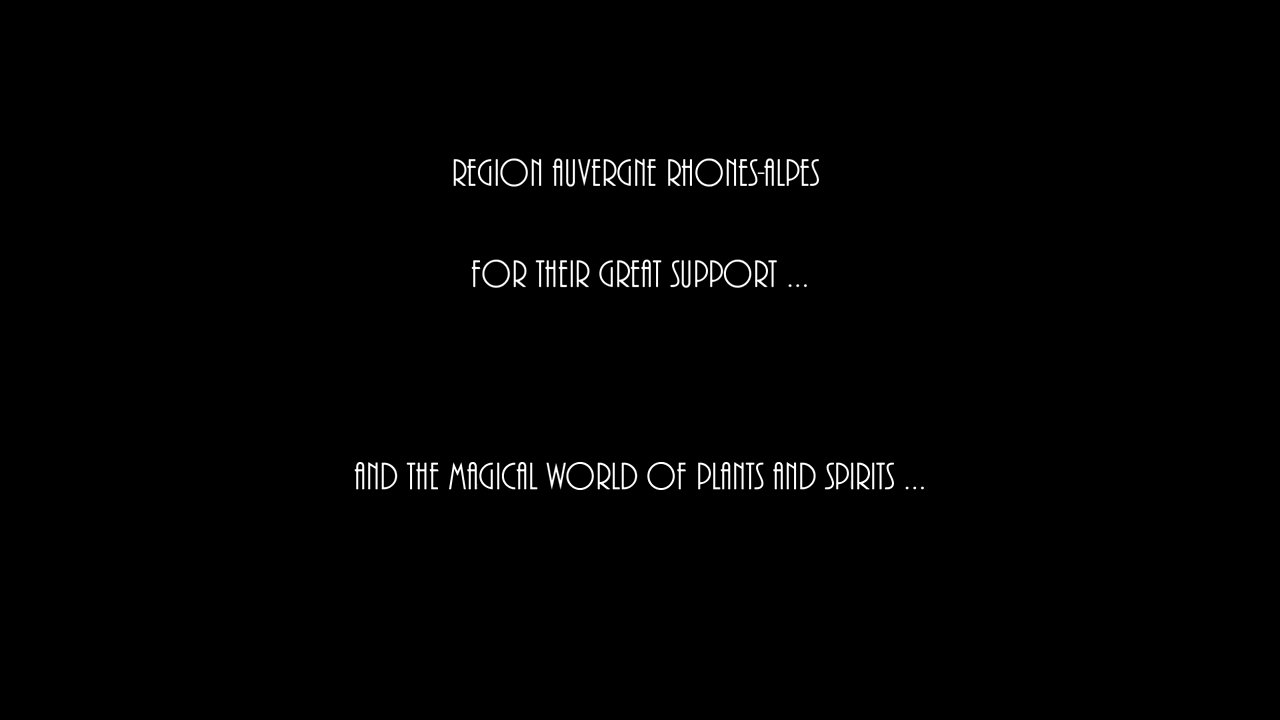 REGION AUVERGNE RHONES-ALPES
FOR THEIR GREAT SUPPORT ...
AND THE MAGICAL WORLD OF PLANTS AND SPIRITS ...